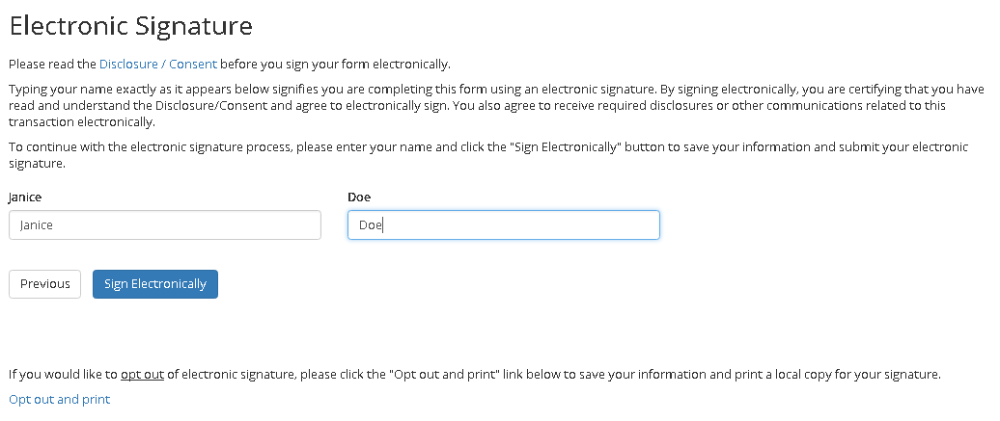 Electronic Signature
Please read the Disclosure / Consent before you sign your form electronically.
Typing your name exactly as it appears below signifies you are completing this form using an electronic signature. By signing electronically, you are certifying that you have
read and understand the Disclosure/Consent and agree to electronically sign. You also agree to receive required disclosures or other communications related to this
transaction electronically.
To continue with the electronic signature process, please enter your name and click the "Sign Electronically" button to save your information and submit your electronic
signature.
Janice Doe
Janice Doe
Previous Sign Electronically
If you would like to opt out of electronic signature, please click the "Opt out and print" link below to save your information and print a local copy for your signature.
Opt out and print